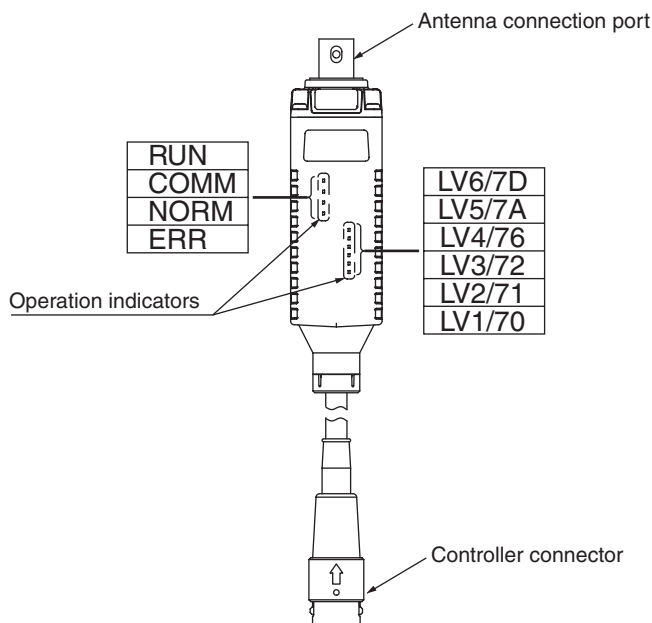 Antenna connection port
RUN
COMM
NORM
ERR
LV6/7D
LV5/7A
LV4/76
LV3/72
LV2/71
LV1/70
Operation indicators
Controller connector